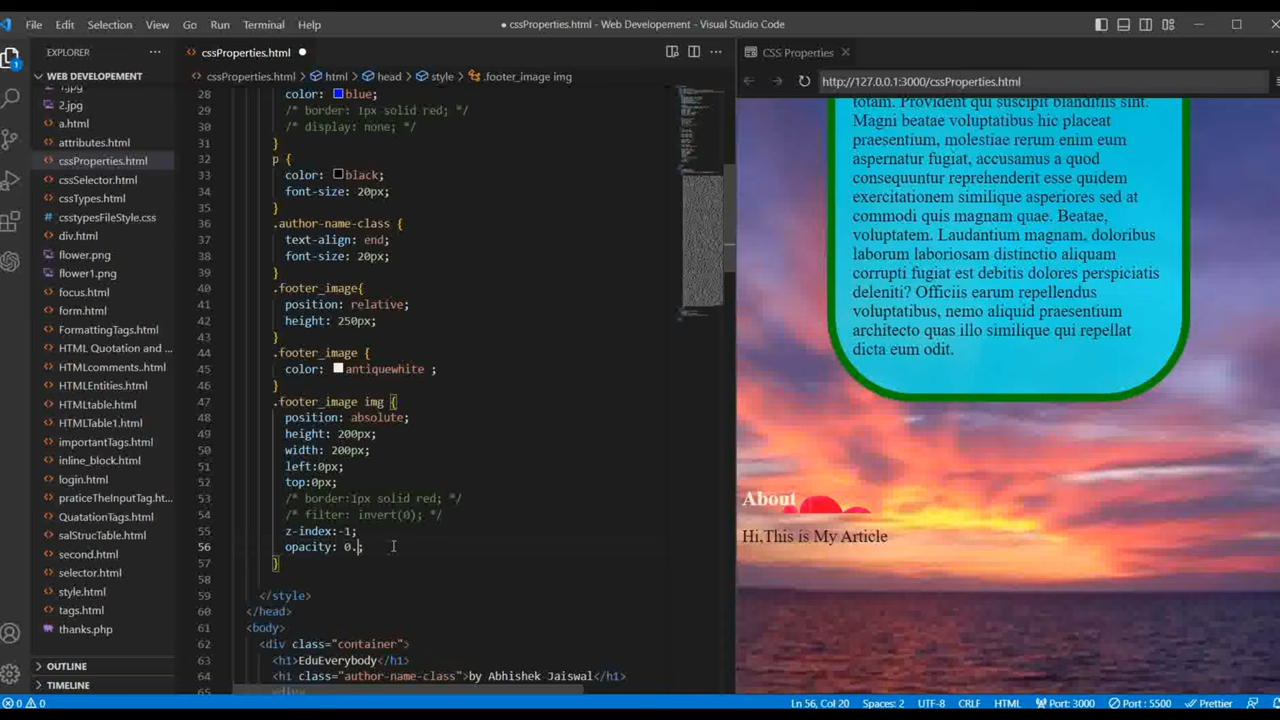 File Edit Selection View Go Run Terminal Help
● cssProperties.html - Web Developement - Visual Studio Code
EXPLORER
WEB DEVELOPEMENT
1.jpg
2.jpg
a.html
attributes.html
cssProperties.html
cssSelector.html
cssTypes.html
csstypesFileStyle.css
div.html
flower.png
flower1.png
focus.html
form.html
FormattingTags.html
HTML Quotation and ...
HTMLcomments..html
HTMLEntities.html
HTMLtable.html
HTMLTable1.html
importantTags.html
inline_block.html
login.html
praticeTheInputTag.htm...
QuatationTags.html
salStrucTable.html
second.html
selector.html
style.html
tags.html
thanks.php
OUTLINE
TIMELINE
cssProperties.html ●
cssProperties.html > html > head > style > .footer_image img
28 color: blue;
29 /* border: 1px solid red; */
30 /* display: none; */
31 }
32 p {
33 color: black;
34 font-size: 20px;
35 }
36 .author-name-class {
37 text-align: end;
38 font-size: 20px;
39 }
40 .footer_image{
41 position: relative;
42 height: 250px;
43 }
44 .footer_image {
45 color: antiquewhite ;
46 }
47 .footer_image img {
48 position: absolute;
49 height: 200px;
50 width: 200px;
51 left:0px;
52 top:0px;
53 /* border:1px solid red; */
54 /* filter: invert(0); */
55 z-index:-1;
56 opacity: 0.;
57 }
58
59 </style>
60 </head>
61 <body>
62 <div class="container">
63 <h1>EduEverybody</h1>
64 <h1 class="author-name-class">by Abhishek Jaiswal</h1>
65 <div
CSS Properties
http://127.0.0.1:3000/cssProperties.html
totam. Provident qui suscipit blanditiis sint.
Magni beatae voluptatibus hic placeat
praesentium, molestiae rerum enim eum
aspernatur fugiat, accusamus a quod
consequuntur reprehenderit esse quidem
exercitationem similique asperiores sed at
commodi quis magnam quae. Beatae,
voluptatem. Laudantium magnam, doloribus
laborum laboriosam distinctio aliquam
corrupti fugiat est debitis dolores perspiciatis
deleniti? Officiis earum repellendus
voluptatibus, nemo aliquid praesentium
architecto quas illo similique qui repellat
dicta eum odit.
About
Hi,This is My Article
0 0 Ln 56, Col 20 Spaces: 2 UTF-8 CRLF HTML Port: 3000 Port : 5500 Prettier